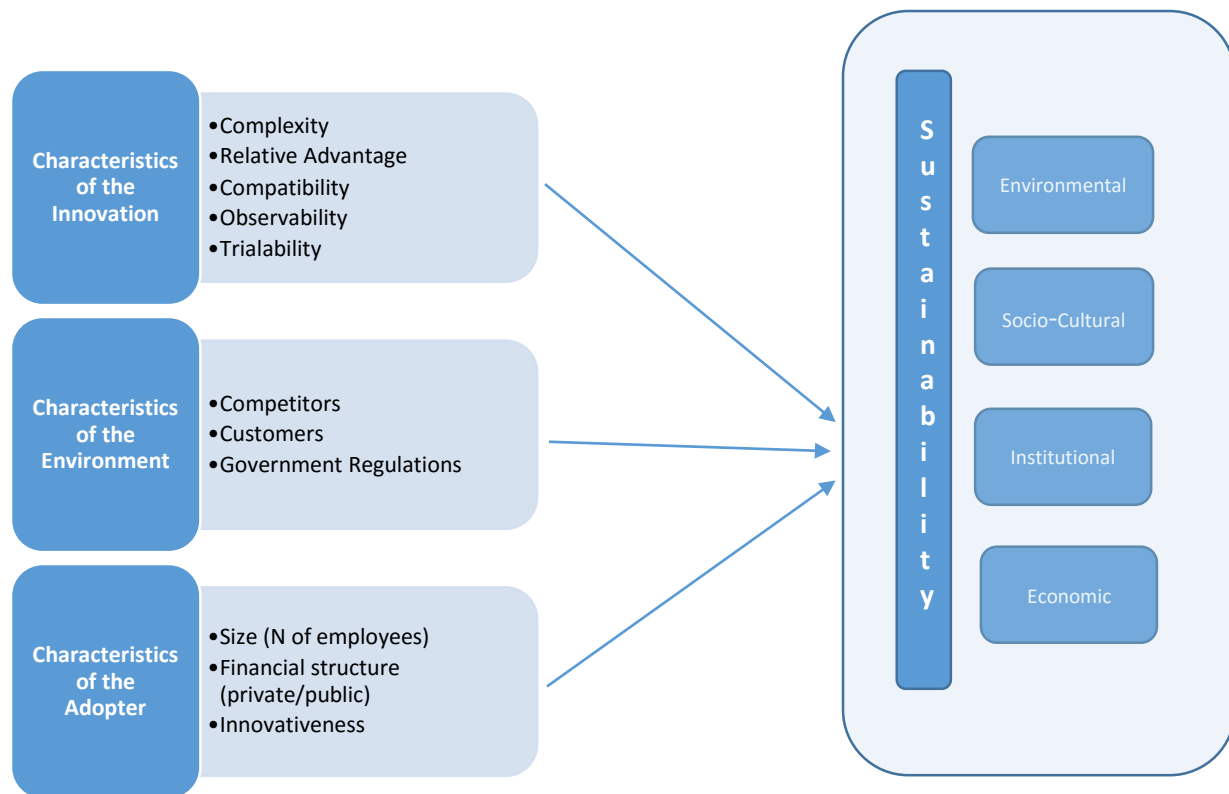 Characteristics
of the
Innovation
•Complexity
•Relative Advantage
•Compatibility
•Observability
•Trialability
Characteristics
of the
Environment
•Competitors
•Customers
•Government Regulations
Characteristics
of the
Adopter
•Size (N of employees)
•Financial structure
(private/public)
•Innovativeness
Sustainability
Environmental
Socio-Cultural
Institutional
Economic